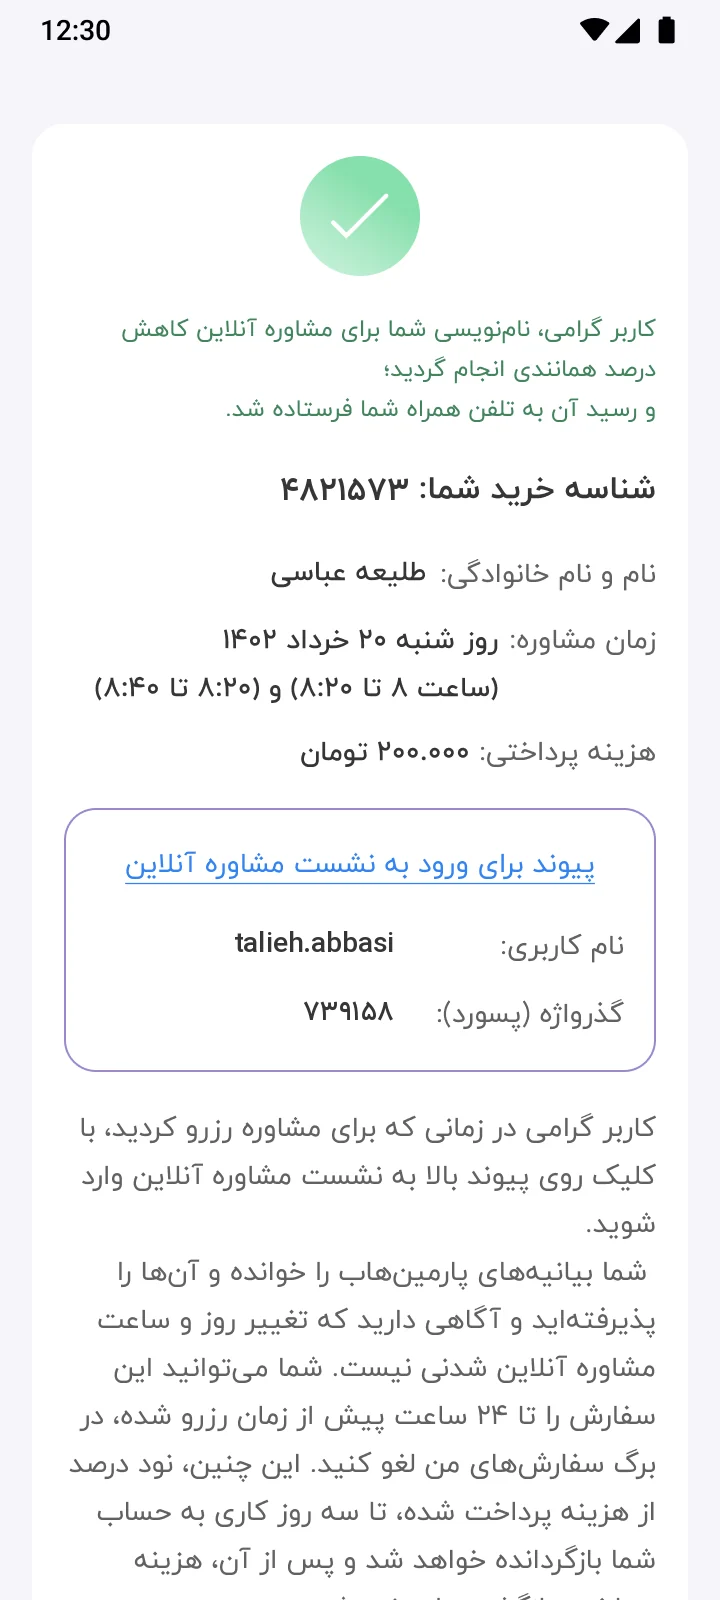 12:30
کاربر گرامی، نام‌نویسی شما برای مشاوره آنلاین کاهش
درصد همانندی انجام گردید؛
و رسید آن به تلفن همراه شما فرستاده شد.
شناسه خرید شما: ۴۸۲۱۵۷۳
نام و نام خانوادگی: طلیعه عباسی
زمان مشاوره: روز شنبه ۲۰ خرداد ۱۴۰۲
(ساعت ۸ تا ۸:۲۰) و (۸:۲۰ تا ۸:۴۰)
هزینه پرداختی: ۲۰۰.۰۰۰ تومان
پیوند برای ورود به نشست مشاوره آنلاین
نام کاربری: talieh.abbasi
گذرواژه (پسورد): ۷۳۹۱۵۸
کاربر گرامی در زمانی که برای مشاوره رزرو کردید، با
کلیک روی پیوند بالا به نشست مشاوره آنلاین وارد
شوید.
شما بیانیه‌های پارمین‌هاب را خوانده و آن‌ها را
پذیرفته‌اید و آگاهی دارید که تغییر روز و ساعت
مشاوره آنلاین شدنی نیست. شما می‌توانید این
سفارش را تا ۲۴ ساعت پیش از زمان رزرو شده، در
برگ سفارش‌های من لغو کنید. این چنین، نود درصد
از هزینه پرداخت شده، تا سه روز کاری به حساب
شما بازگردانده خواهد شد و پس از آن، هزینه